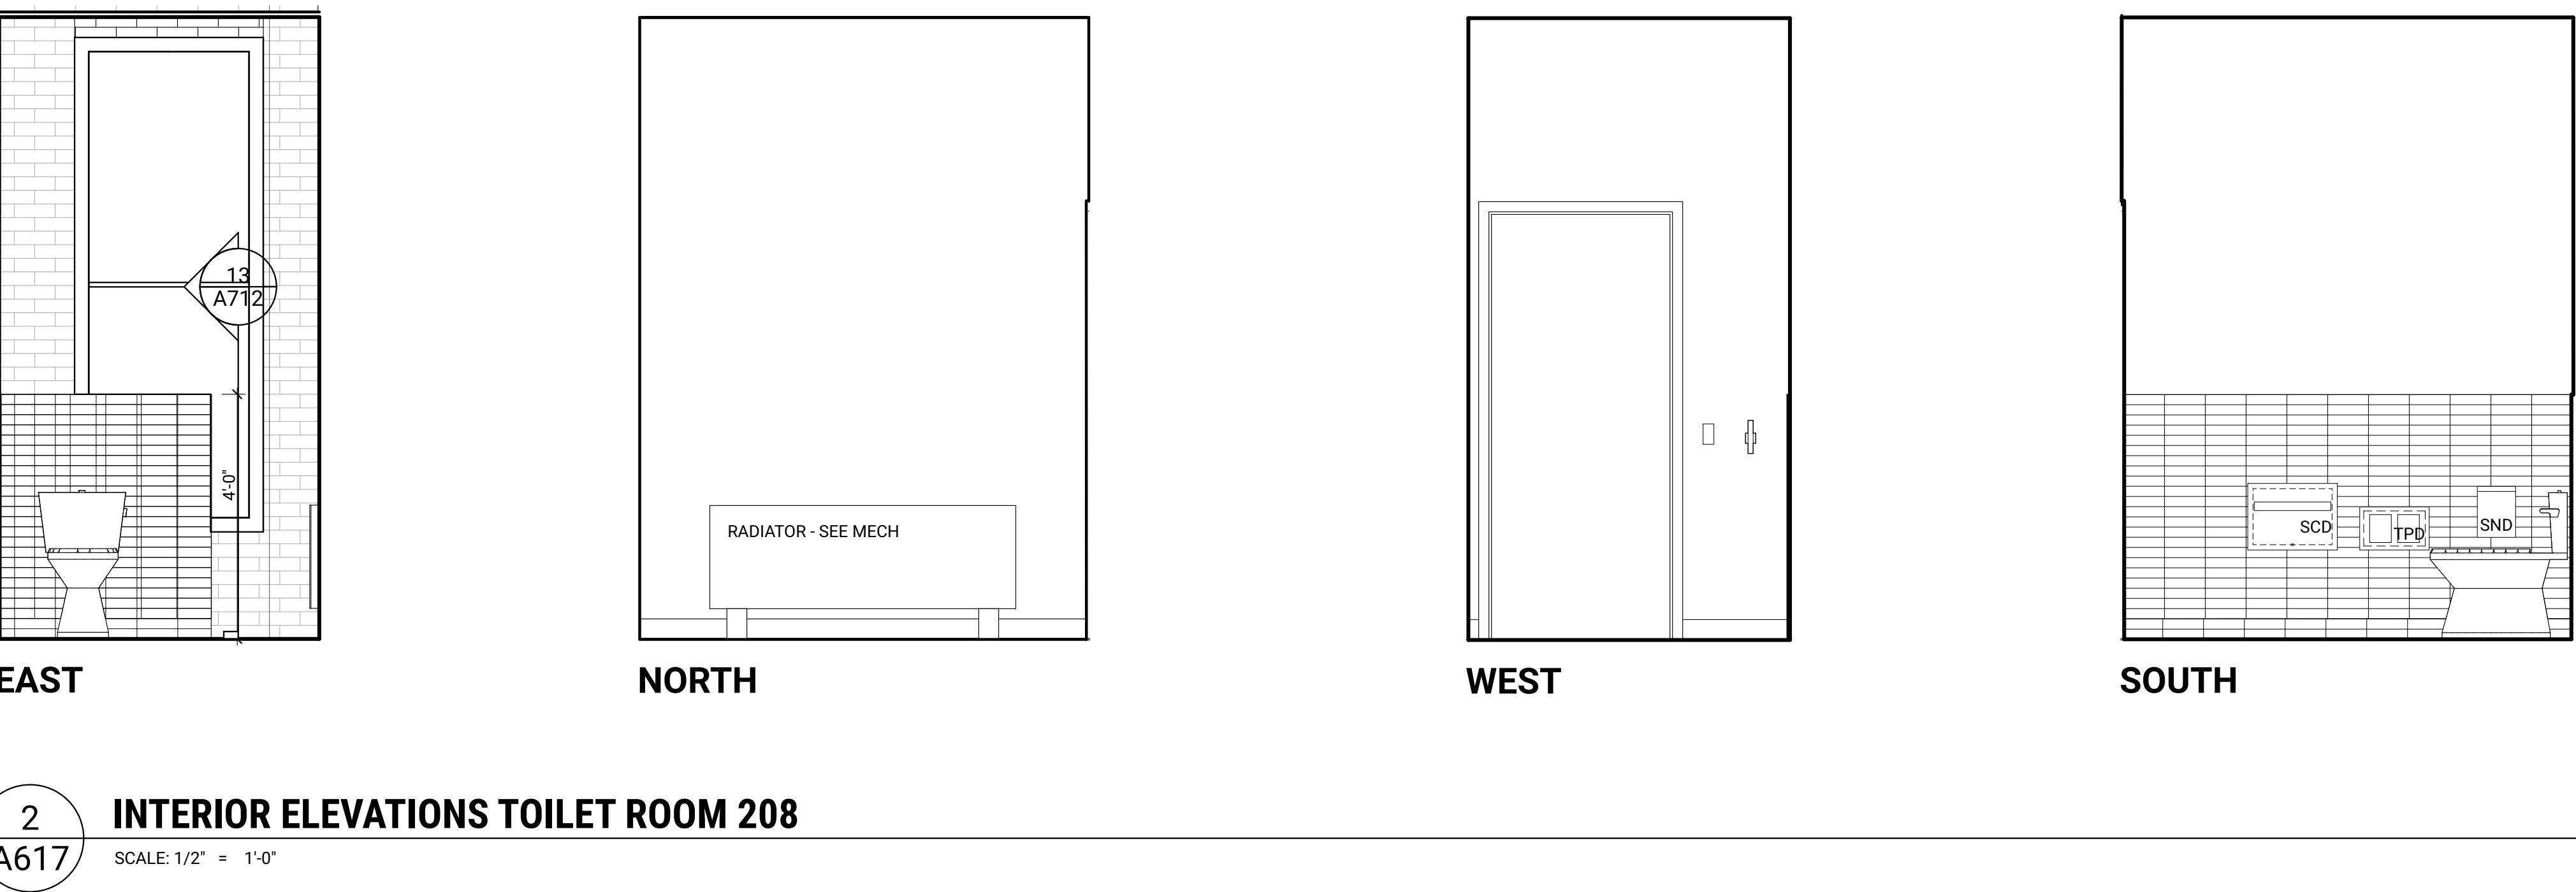 13
A712
4'-0"
EAST
RADIATOR - SEE MECH
NORTH
WEST
SCD
TPD
SND
SOUTH
2
A617
INTERIOR ELEVATIONS TOILET ROOM 208
SCALE: 1/2" = 1'-0"